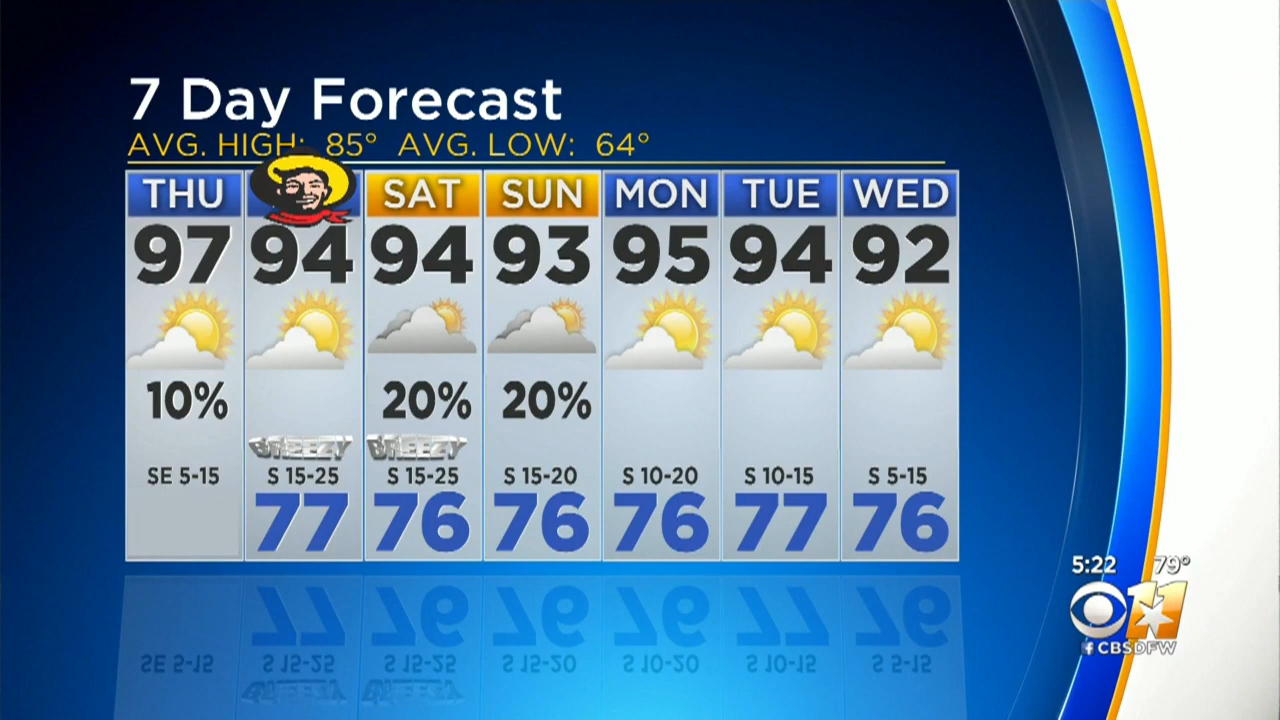 7 Day Forecast
AVG. HIGH: 85° AVG. LOW: 64°
THU SAT SUN MON TUE WED
97 94 94 93 95 94 92
10% 20% 20%
BREEZY BREEZY
SE 5-15 S 15-25 S 15-25 S 15-20 S 10-20 S 10-15 S 5-15
77 76 76 76 77 76
5:22 79°
11
f CBSDFW